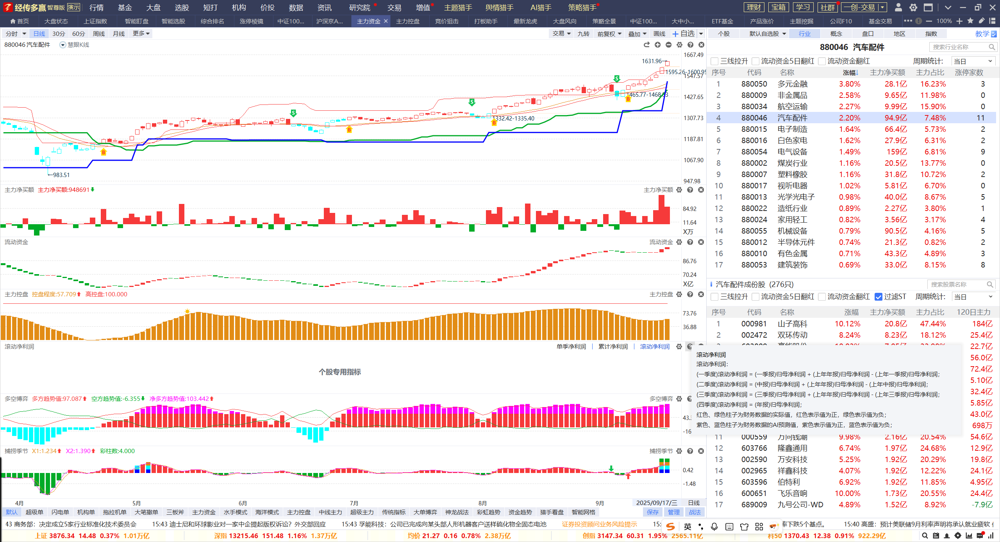 经传多赢 智尊版 演示 行情 基金 大盘 选股 短打 机构 价投 数据 资讯 研究院 交易 增值 主题猎手 舆情猎手 AI猎手 策略猎手 理财 宝箱 学习 社群 一创-交易
首页 大盘状态 上证指数 智能盯盘 智能选股 综合排名 涨停棱镜 中证100... 沪深京A... 主力资金 主力控盘 竞价狙击 打板助手 最新龙虎 大盘风向 策略全景 中证100... 大中小... ETF基金 产品涨价 主题挖掘 公司F10 基金交易 100%
分时 日线 30分 60分 周线 月线 更多 交易 九转 前复权 叠加 画线 自选
880046 汽车配件 慧眼K线
1667.49
1631.96
1595.26-1600.95
1547.57
1465.77-1468.83
1427.65
1332.42-1335.40
1307.73
1187.81
1067.90
983.51
947.98
S
S
S
B
B
B
B
主力净买额 主力净买额:948691 主力净买额
84.92
11.64
X万
流动资金 流动资金
86.76
70.24
X亿
主力控盘 控盘程度:57.709 高控盘:100.000 主力控盘
73.76
36.88
滚动净利润 单季净利润 累计净利润 滚动净利润
个股专用指标
多空博弈 多方趋势值:97.087 空方趋势值:-6.355 净多方趋势值:103.442 多空博弈
捕捞季节 X1:1.234 X2:1.390 彩柱数:4.000 捕捞季节
0.42
-1.48
4月 5月 6月 7月 8月 9月 2025/09/17/三 日线
默认 超级单 闪电单 机构单 拖拉机单 大笔撤单 三板斧 主力资金 水手模式 海洋模式 主力控盘 中线主力 超级主力 传统指标 大单博弈 神龙战法 彩虹趋势 资金趋势 猎手看盘 智能网格 保存 管理 战法
个股 默认自选股 行业 概念 盘口 地区 指数 教学
880046 汽车配件 搜索行业名称
三线拉升 流动资金5日翻红 流动资金翻红 周期统计: 当日
序号 代码 名称 涨幅↓ 主力净买额 主力占比 涨停家数
1 880050 多元金融 3.80% 28.1亿 16.23% 3
2 880009 非金属品 2.58% 9.65亿 11.98% 0
3 880034 航空运输 2.27% 9.99亿 15.90% 0
4 880046 汽车配件 2.20% 94.9亿 7.48% 11
5 880015 电子制造 1.64% 66.4亿 5.73% 2
6 880016 白色家电 1.62% 27.9亿 6.31% 2
7 880054 电气设备 1.49% 159亿 6.81% 9
8 880002 煤炭行业 1.16% 20.5亿 13.77% 0
9 880007 塑料橡胶 1.16% 31.8亿 10.72% 2
10 880017 视听电器 1.02% 5.81亿 6.70% 0
11 880013 光学光电子 0.98% 40.0亿 8.67% 5
12 880022 造纸行业 0.89% 2.27亿 3.80% 1
13 880024 家用轻工 0.82% 3.56亿 3.17% 4
14 880055 机械设备 0.79% 90.5亿 4.16% 5
15 880012 半导体元件 0.74% 21.3亿 0.82% 2
16 880010 有色金属 0.71% 43.3亿 4.89% 3
17 880053 建筑装饰 0.69% 33.0亿 8.15% 8
汽车配件成份股 (276只) 搜索股票名称
三线拉升 流动资金5日翻红 流动资金翻红 过滤ST 周期统计: 当日
序号 代码 名称 涨幅 主力净买额 主力占比 120日主力
1 000981 山子高科 10.12% 20.8亿 47.44% 184亿
2 002472 双环传动 8.24% 8.23亿 18.12% 25.4亿
22.7亿
56.0亿
72.4亿
5.10亿
32.4亿
5.85亿
43.0亿
698万
滚动净利润
滚动净利润:
(一季度)滚动净利润 = (一季报)归母净利润 + (上年年报)归母净利润 - (上年一季报)归母净利润;
(二季度)滚动净利润 = (中报)归母净利润 + (上年年报)归母净利润 - (上年中报)归母净利润;
(三季度)滚动净利润 = (三季报)归母净利润 + (上年年报)归母净利润 - (上年三季报)归母净利润;
(四季度)滚动净利润 = (年报)归母净利润;
红色、绿色柱子为财务数据的实际值，红色表示值为正，绿色表示值为负;
紫色、蓝色柱子为财务数据的AI预测值，紫色表示值为正，蓝色表示值为负;
11 000559 万向钱潮 9.98% 2.16亿 20.54% 54.6亿
12 603766 隆鑫通用 6.74% 1.97亿 24.68% 12.9亿
13 002590 万安科技 5.25% 1.92亿 20.29% 19.8亿
14 002965 祥鑫科技 4.07% 1.92亿 12.22% 24.1亿
15 603596 伯特利 6.92% 1.92亿 11.85% 4.95亿
16 600651 飞乐音响 10.00% 1.73亿 20.55% 24.4亿
17 689009 九号公司-WD 4.89% 1.52亿 8.92% -7.9亿
43 商务部：决定成立5家行业标准化技术委员会 15:43 迪士尼和环球影业对一家中企提起版权诉讼？外交部回应 15:43 孚能科技：公司已完成向某头部人形机器客户送样硫化物全固态电池 证券投资顾问业务风险提示 英 率下跌5个基点。 15:40 高盛：预计美联储9月利率声明将承认就业疲软
上证 3876.34 14.48 0.37% 1.01万亿 深指 13215.46 151.48 1.16% 1.37万亿 均价 21.27 0.16 0.78% 2.38万亿 创指 3147.34 60.31 1.95% 2565.11亿 科50 1370.43 12.38 0.91% 922.29亿